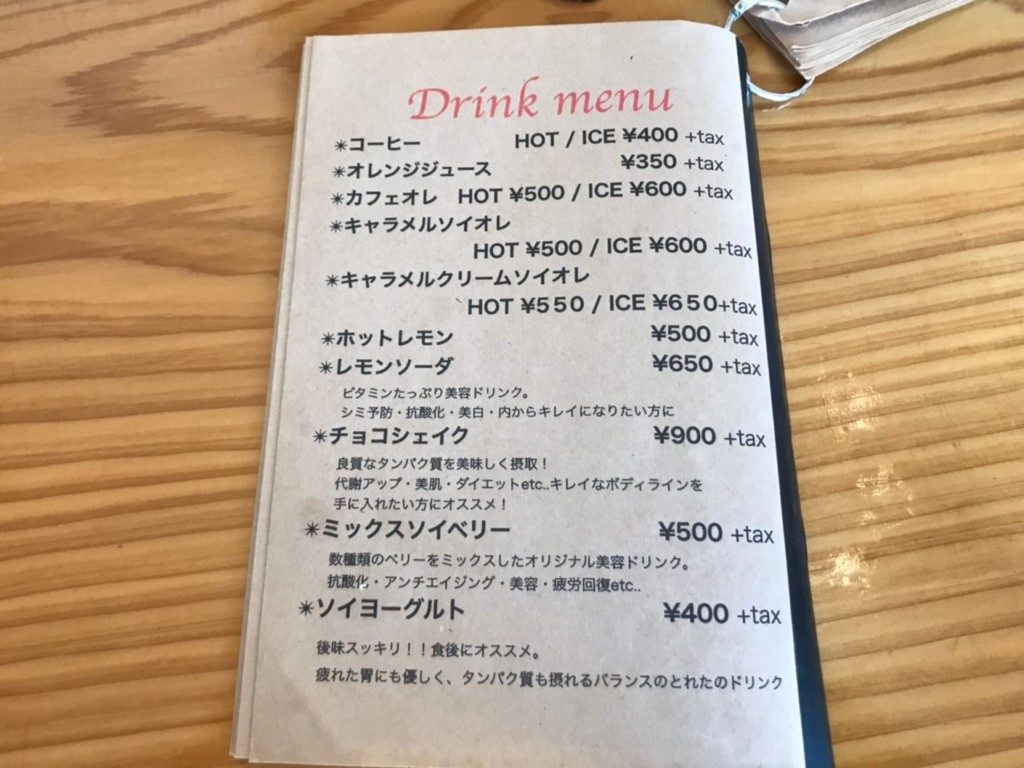 Drink menu
✴コーヒー HOT / ICE ¥400 +tax
✴オレンジジュース ¥350 +tax
✴カフェオレ HOT ¥500 / ICE ¥600 +tax
✴キャラメルソイオレ
HOT ¥500 / ICE ¥600 +tax
✴キャラメルクリームソイオレ
HOT ¥550 / ICE ¥650+tax
✴ホットレモン ¥500 +tax
✴レモンソーダ ¥650 +tax
ビタミンたっぷり美容ドリンク。
シミ予防・抗酸化・美白・内からキレイになりたい方に
✴チョコシェイク ¥900 +tax
良質なタンパク質を美味しく摂取！
代謝アップ・美肌・ダイエットetc..キレイなボディラインを
手に入れたい方にオススメ！
✴ミックスソイベリー ¥500 +tax
数種類のベリーをミックスしたオリジナル美容ドリンク。
抗酸化・アンチエイジング・美容・疲労回復etc..
✴ソイヨーグルト ¥400 +tax
後味スッキリ！！食後にオススメ。
疲れた胃にも優しく、タンパク質も摂れるバランスのとれたのドリンク